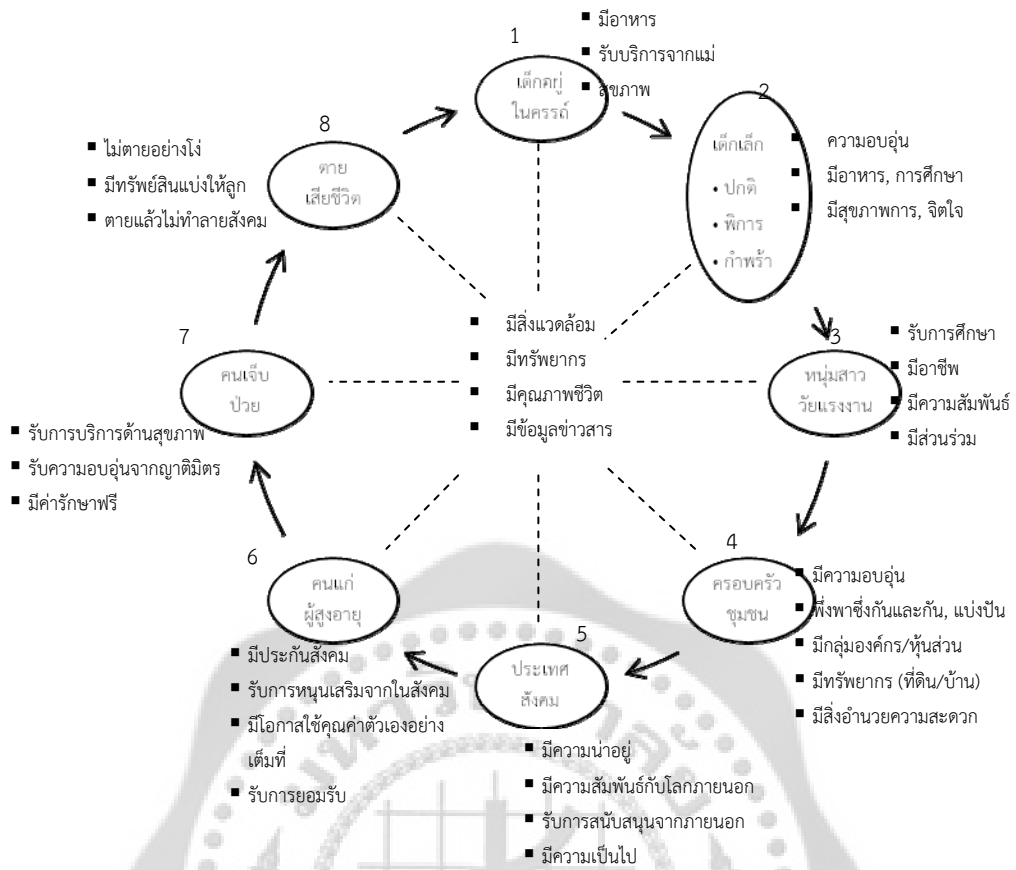 1
เด็กอยู่
ในครรถ์
■ มีอาหาร
■ รับบริการจากแม่
■ สุขภาพ
2
เด็กเล็ก
• ปกติ
• พิการ
• กำพร้า
■ ความอบอุ่น
■ มีอาหาร, การศึกษา
■ มีสุขภาพการ, จิตใจ
3
หนุ่มสาว
วัยแรงงาน
■ รับการศึกษา
■ มีอาชีพ
■ มีความสัมพันธ์
■ มีส่วนร่วม
4
ครอบครัว
ชุมชน
■ มีความอบอุ่น
■ พึ่งพาซึ่งกันและกัน, แบ่งปัน
■ มีกลุ่มองค์กร/หุ้นส่วน
■ มีทรัพยากร (ที่ดิน/บ้าน)
■ มีสิ่งอำนวยความสะดวก
5
ประเทศ
สังคม
■ มีความน่าอยู่
■ มีความสัมพันธ์กับโลกภายนอก
■ รับการสนับสนุนจากภายนอก
■ มีความเป็นไป
6
คนแก่
ผู้สูงอายุ
■ มีประกันสังคม
■ รับการหนุนเสริมจากในสังคม
■ มีโอกาสใช้คุณค่าตัวเองอย่าง
เต็มที่
■ รับการยอมรับ
7
คนเจ็บ
ป่วย
■ รับการบริการด้านสุขภาพ
■ รับความอบอุ่นจากญาติมิตร
■ มีค่ารักษาฟรี
8
ตาย
เสียชีวิต
■ ไม่ตายอย่างโง่
■ มีทรัพย์สินแบ่งให้ลูก
■ ตายแล้วไม่ทำลายสังคม
■ มีสิ่งแวดล้อม
■ มีทรัพยากร
■ มีคุณภาพชีวิต
■ มีข้อมูลข่าวสาร